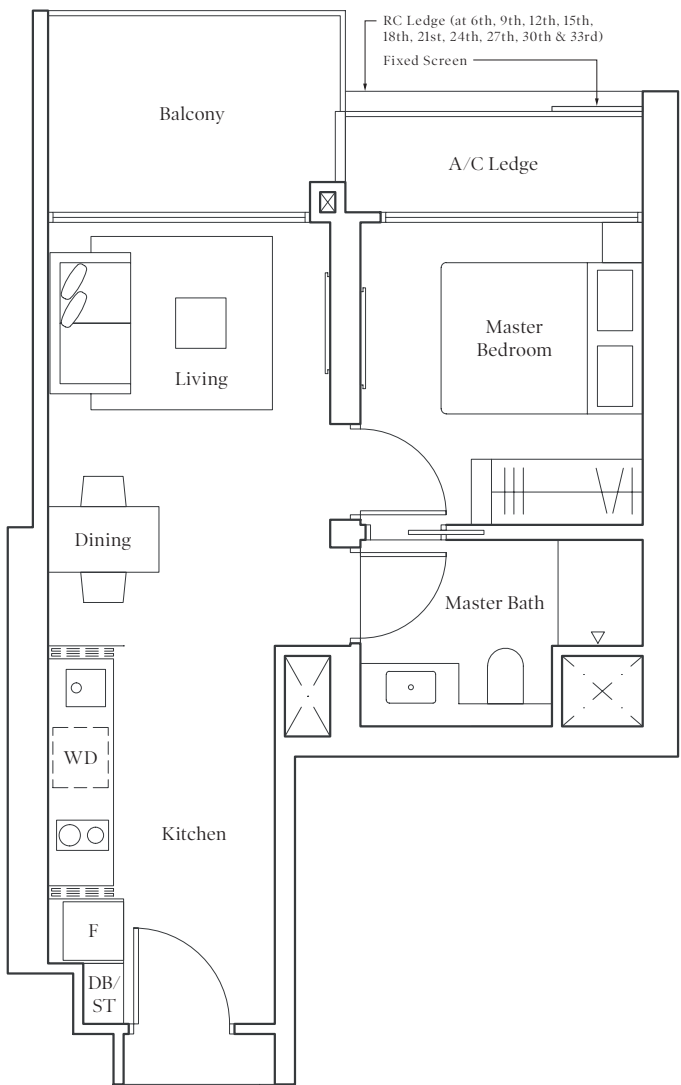 RC Ledge (at 6th, 9th, 12th, 15th,
18th, 21st, 24th, 27th, 30th & 33rd)
Fixed Screen
Balcony
A/C Ledge
Master
Bedroom
Living
Dining
Master Bath
WD
Kitchen
F
DB/
ST